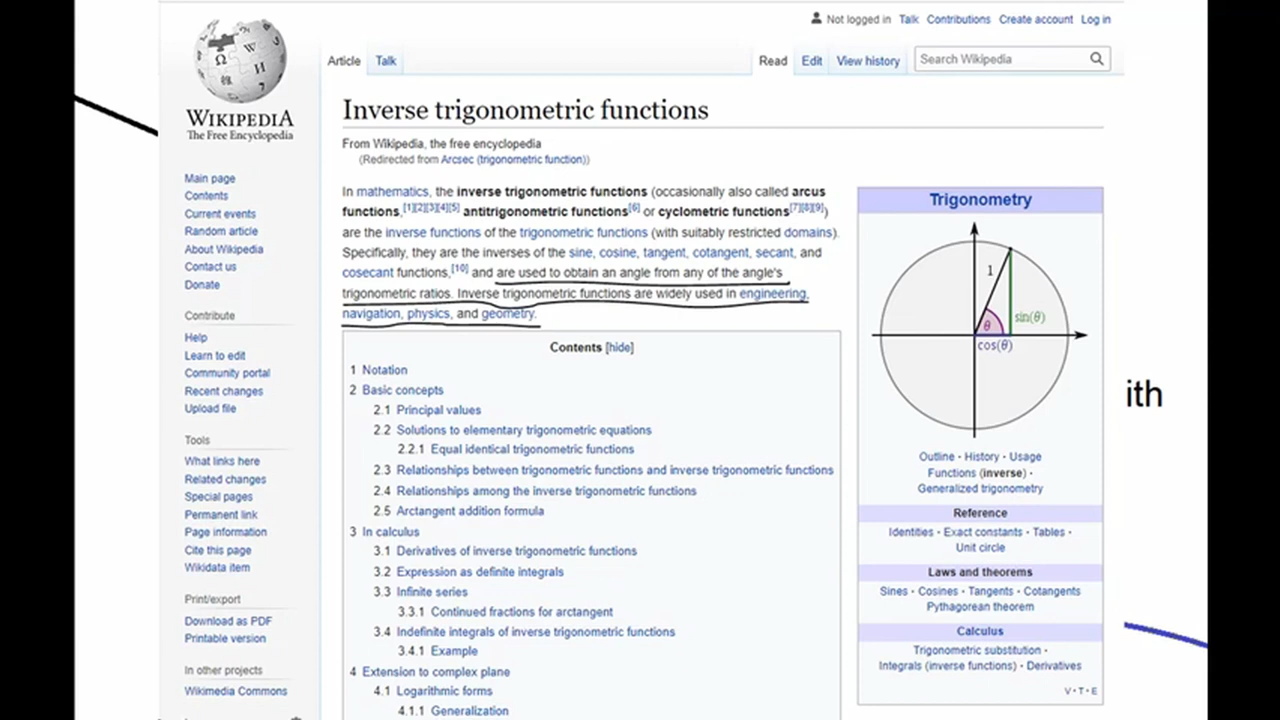 Not logged in Talk Contributions Create account Log in
Article Talk Read Edit View history Search Wikipedia
WIKIPEDIA
The Free Encyclopedia
Main page
Contents
Current events
Random article
About Wikipedia
Contact us
Donate
Contribute
Help
Learn to edit
Community portal
Recent changes
Upload file
Tools
What links here
Related changes
Special pages
Permanent link
Page information
Cite this page
Wikidata item
Print/export
Download as PDF
Printable version
In other projects
Wikimedia Commons
Inverse trigonometric functions
From Wikipedia, the free encyclopedia
(Redirected from Arcsec (trigonometric function))
In mathematics, the inverse trigonometric functions (occasionally also called arcus
functions,[1][2][3][4][5] antitrigonometric functions[6] or cyclometric functions[7][8][9])
are the inverse functions of the trigonometric functions (with suitably restricted domains).
Specifically, they are the inverses of the sine, cosine, tangent, cotangent, secant, and
cosecant functions,[10] and are used to obtain an angle from any of the angle's
trigonometric ratios. Inverse trigonometric functions are widely used in engineering,
navigation, physics, and geometry.
Contents [hide]
1 Notation
2 Basic concepts
2.1 Principal values
2.2 Solutions to elementary trigonometric equations
2.2.1 Equal identical trigonometric functions
2.3 Relationships between trigonometric functions and inverse trigonometric functions
2.4 Relationships among the inverse trigonometric functions
2.5 Arctangent addition formula
3 In calculus
3.1 Derivatives of inverse trigonometric functions
3.2 Expression as definite integrals
3.3 Infinite series
3.3.1 Continued fractions for arctangent
3.4 Indefinite integrals of inverse trigonometric functions
3.4.1 Example
4 Extension to complex plane
4.1 Logarithmic forms
4.1.1 Generalization
Trigonometry
1
θ
sin(θ)
cos(θ)
Outline · History · Usage
Functions (inverse) ·
Generalized trigonometry
Reference
Identities · Exact constants · Tables ·
Unit circle
Laws and theorems
Sines · Cosines · Tangents · Cotangents
Pythagorean theorem
Calculus
Trigonometric substitution ·
Integrals (inverse functions) · Derivatives
V · T · E
ith